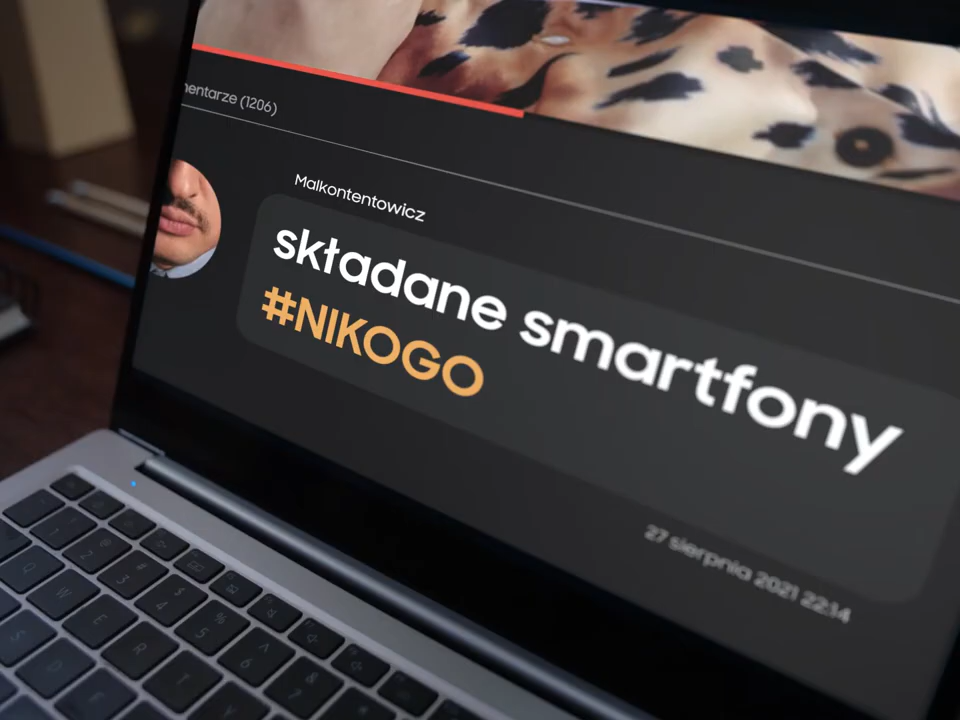 mentarze (1206)
Malkontentowicz
składane smartfony
#NIKOGO
27 sierpnia 2021 22:14